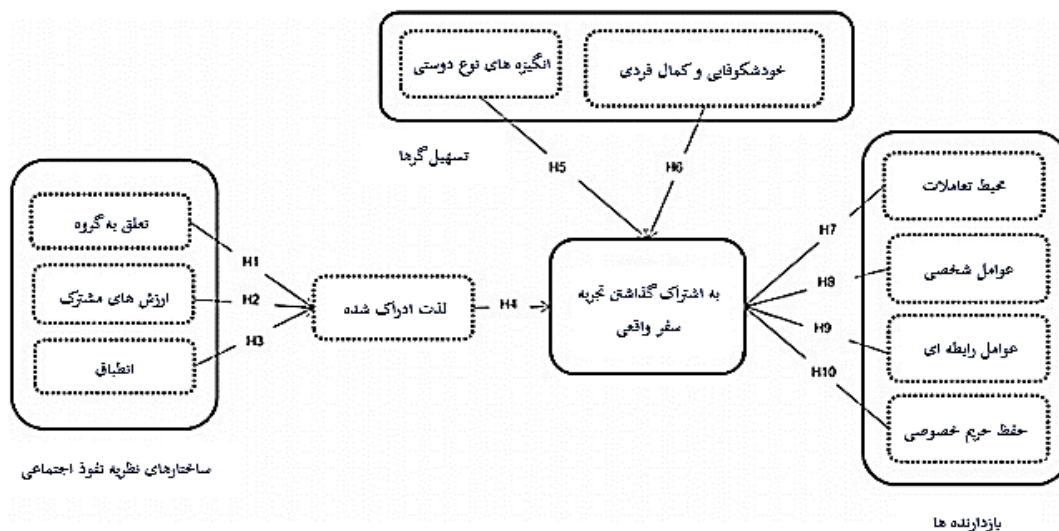 انگیزه های نوع دوستی
خودشکوفایی و کمال فردی
تسهیل گرها
H5
H6
تعلق به گروه
ارزش های مشترک
انطباق
H1
H2
H3
ساختارهای نظریه نفوذ اجتماعی
لذت ادراک شده
H4
به اشتراک گذاشتن تجربه
سفر واقعی
H7
H8
H9
H10
محیط تعاملات
عوامل شخصی
عوامل رابطه ای
حفظ حریم خصوصی
بازدارنده ها